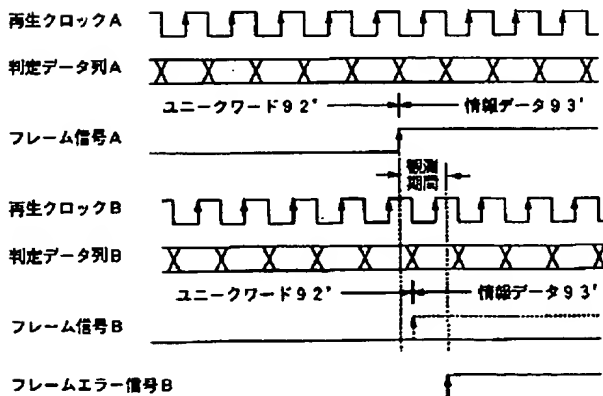 再生クロックA
判定データ列A
ユニークワード92' 情報データ93'
フレーム信号A
観測
期間
再生クロックB
判定データ列B
ユニークワード92' 情報データ93'
フレーム信号B
フレームエラー信号B